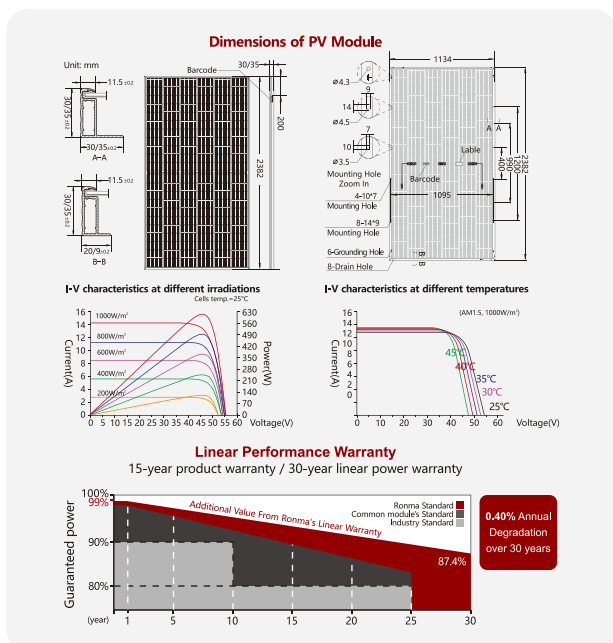 Dimensions of PV Module
Unit: mm
11.5 ±0.2
30/35 ±0.2
30/35±0.2
A-A
11.5 ±0.2
30/35 ±0.2
20/9±0.2
B-B
Barcode
30/35
200
2382
1134
Ø4.3
9
14
Ø4.5
7
10
Ø3.5
Mounting Hole
Zoom In
4-10*7
Mounting Hole
8-14*9
Mounting Hole
6-Grounding Hole
8-Drain Hole
A A
Lable
Barcode
1095
B
B
400
990
1200
2382
I-V characteristics at different irradiations
Cells temp.=25°C
Current(A)
16
14
12
10
8
6
4
2
0
1000W/m²
800W/m²
600W/m²
400W/m²
200W/m²
630
560
490
420
350
280
210
140
70
0
Power(W)
0 5 10 15 20 25 30 35 40 45 50 55 60 Voltage(V)
I-V characteristics at different temperatures
(AM1.5, 1000W/m²)
Current(A)
16
14
12
10
8
6
4
2
0
45°C
40°C
35°C
30°C
25°C
0 10 20 30 40 50 60 Voltage(V)
Linear Performance Warranty
15-year product warranty / 30-year linear power warranty
Guaranteed power
100%
99%
90%
80%
Additional Value From Ronma's Linear Warranty
Ronma Standard
Common module's Standard
Industry Standard
87.4%
(year) 1 5 10 15 20 25 30
0.40% Annual
Degradation
over 30 years